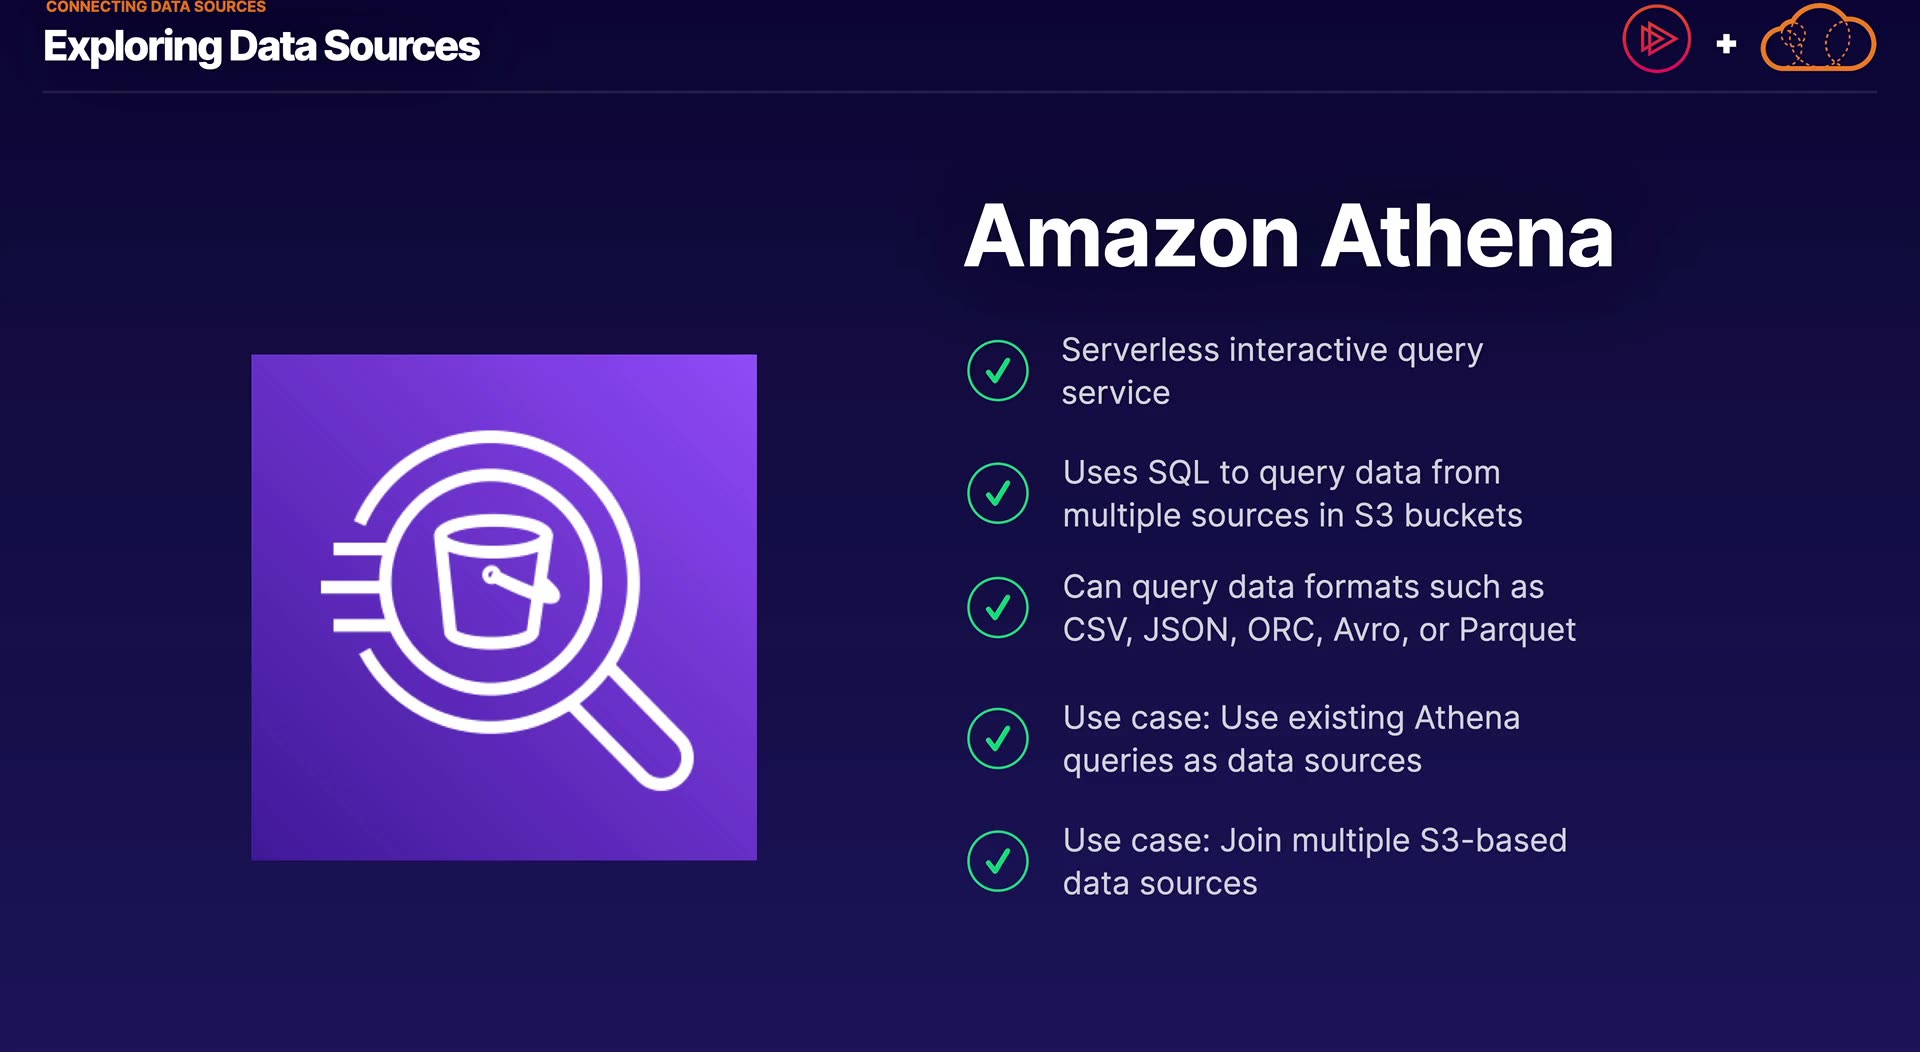 CONNECTING DATA SOURCES
Exploring Data Sources
Amazon Athena
Serverless interactive query
service
Uses SQL to query data from
multiple sources in S3 buckets
Can query data formats such as
CSV, JSON, ORC, Avro, or Parquet
Use case: Use existing Athena
queries as data sources
Use case: Join multiple S3-based
data sources